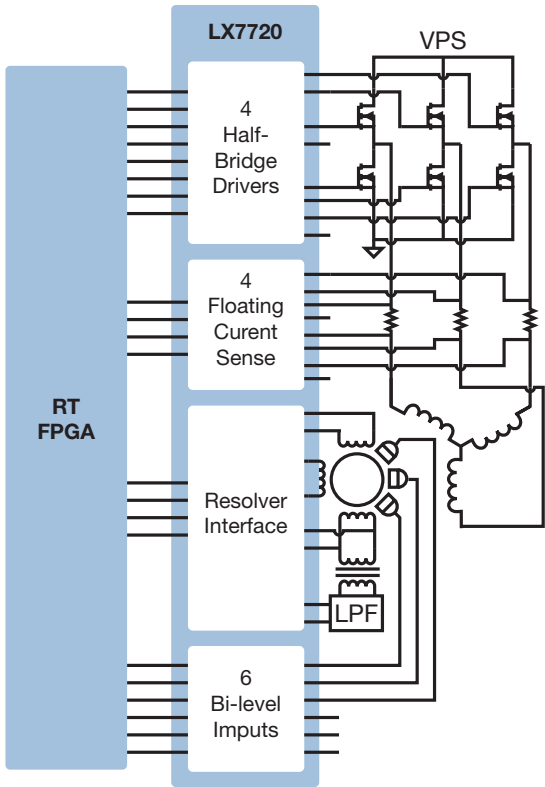 LX7720
VPS
4
Half-
Bridge
Drivers
4
Floating
Curent
Sense
RT
FPGA
Resolver
Interface
LPF
6
Bi-level
Imputs